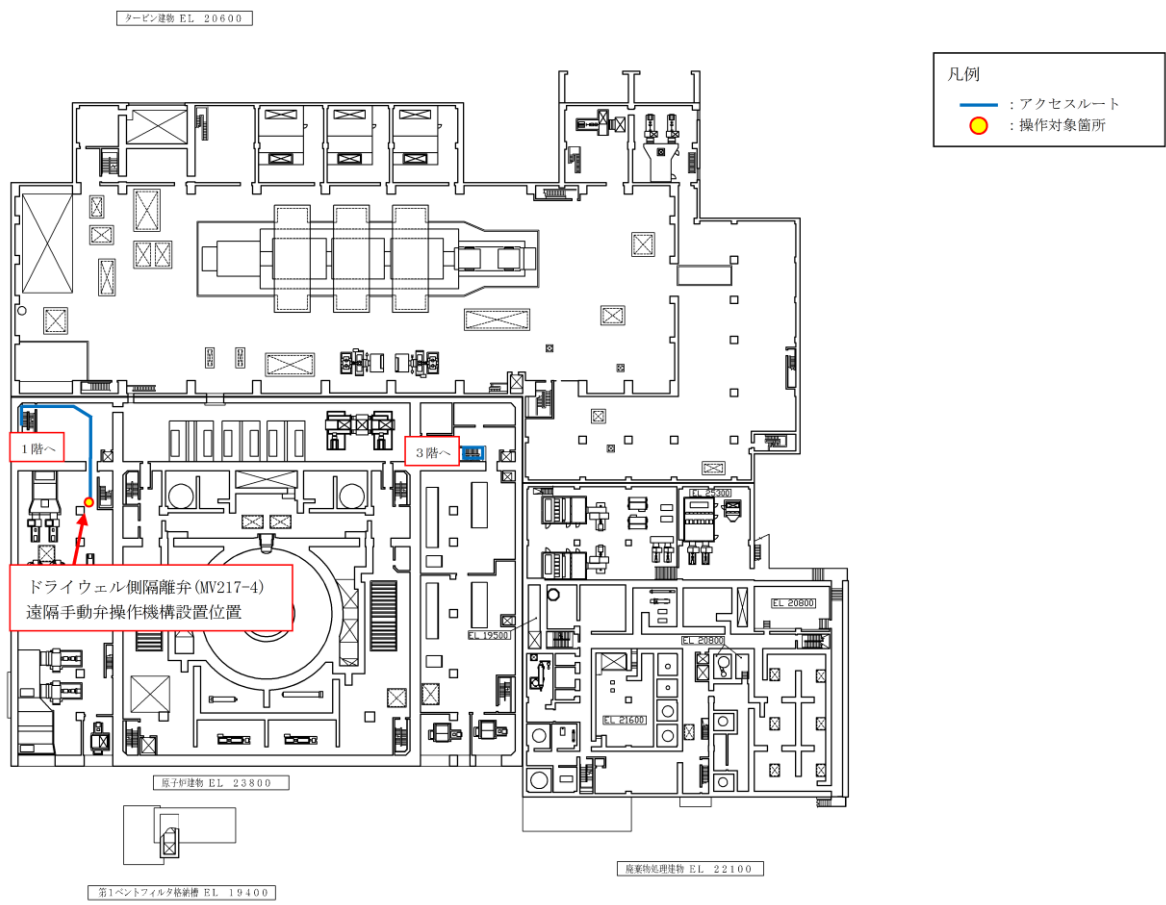 タービン建物 EL 20600
凡例
：アクセスルート
：操作対象箇所
1階へ
3階へ
EL 25300
ドライウェル側隔離弁(MV217-4)
遠隔手動弁操作機構設置位置
EL 20800
EL 19500
EL 20800
EL 21600
原子炉建物 EL 23800
廃棄物処理建物 EL 22100
第1ベントフィルタ格納槽 EL 19400